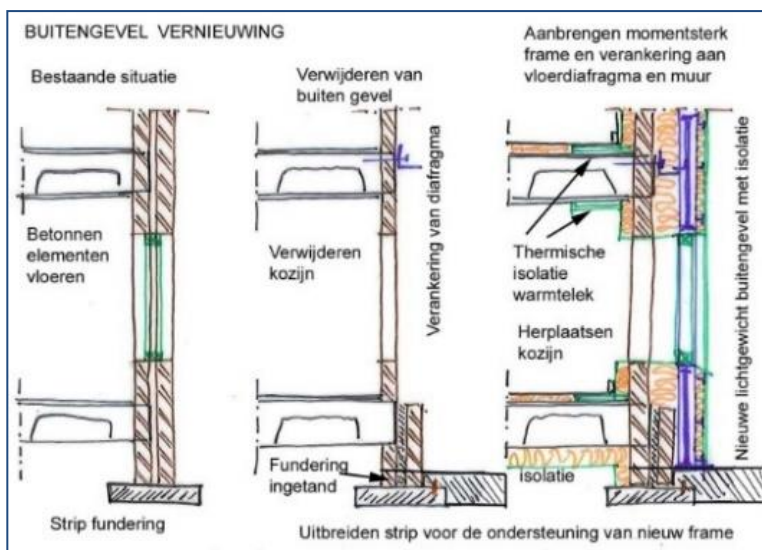 BUITENGEVEL VERNIEUWING
Bestaande situatie
Betonnen
elementen
vloeren
Strip fundering
Verwijderen van
buiten gevel
Verankering van diafragma
Verwijderen
kozijn
Fundering
ingetand
Aanbrengen momentsterk
frame en verankering aan
vloerdiafragma en muur
Thermische
isolatie
warmtelek
Herplaatsen
kozijn
isolatie
Nieuwe lichtgewicht buitengevel met isolatie
Uitbreiden strip voor de ondersteuning van nieuw frame